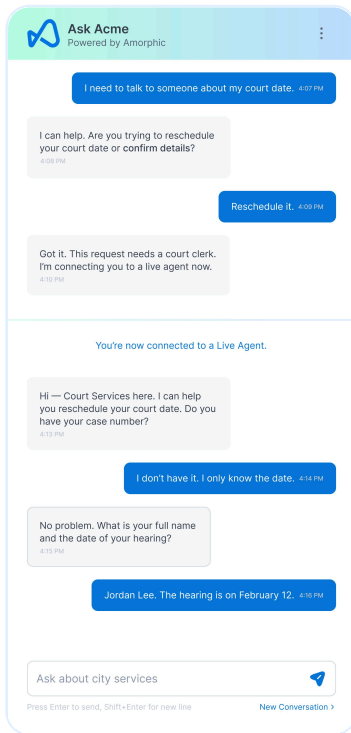 Ask Acme
Powered by Amorphic
I need to talk to someone about my court date. 4:07 PM
I can help. Are you trying to reschedule
your court date or confirm details?
4:08 PM
Reschedule it. 4:09 PM
Got it. This request needs a court clerk.
I'm connecting you to a live agent now.
4:10 PM
You're now connected to a Live Agent.
Hi — Court Services here. I can help
you reschedule your court date. Do you
have your case number?
4:13 PM
I don't have it. I only know the date. 4:14 PM
No problem. What is your full name
and the date of your hearing?
4:15 PM
Jordan Lee. The hearing is on February 12. 4:16 PM
Ask about city services
Press Enter to send, Shift+Enter for new line
New Conversation >